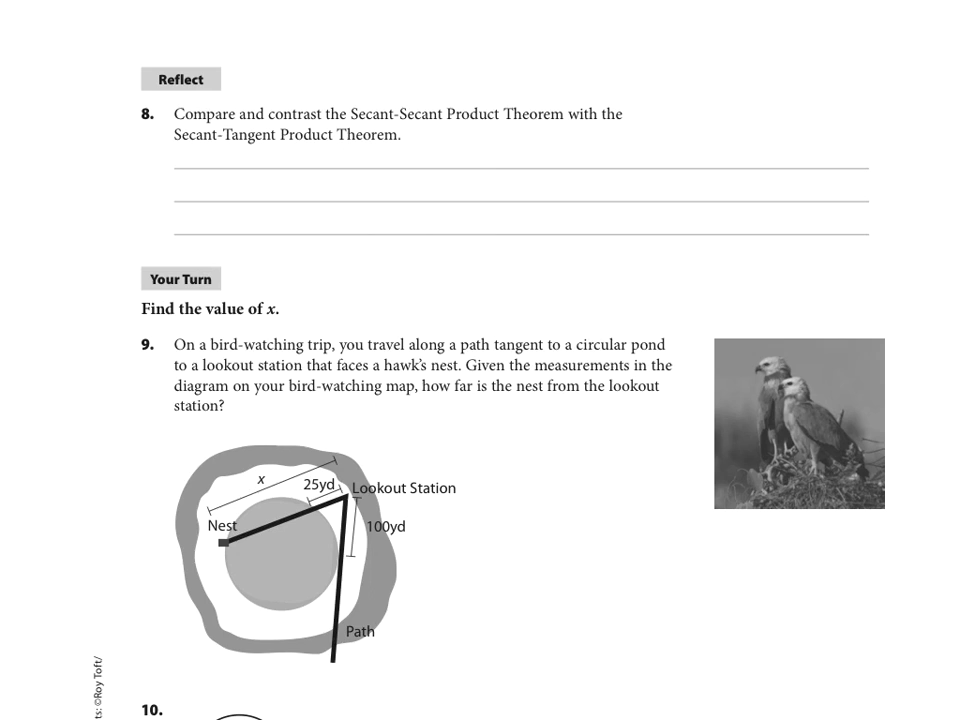 Reflect
8. Compare and contrast the Secant-Secant Product Theorem with the
Secant-Tangent Product Theorem.
Your Turn
Find the value of x.
9. On a bird-watching trip, you travel along a path tangent to a circular pond
to a lookout station that faces a hawk’s nest. Given the measurements in the
diagram on your bird-watching map, how far is the nest from the lookout
station?
x
25yd
Lookout Station
Nest
100yd
Path
ts: ©Roy Toft/
10.